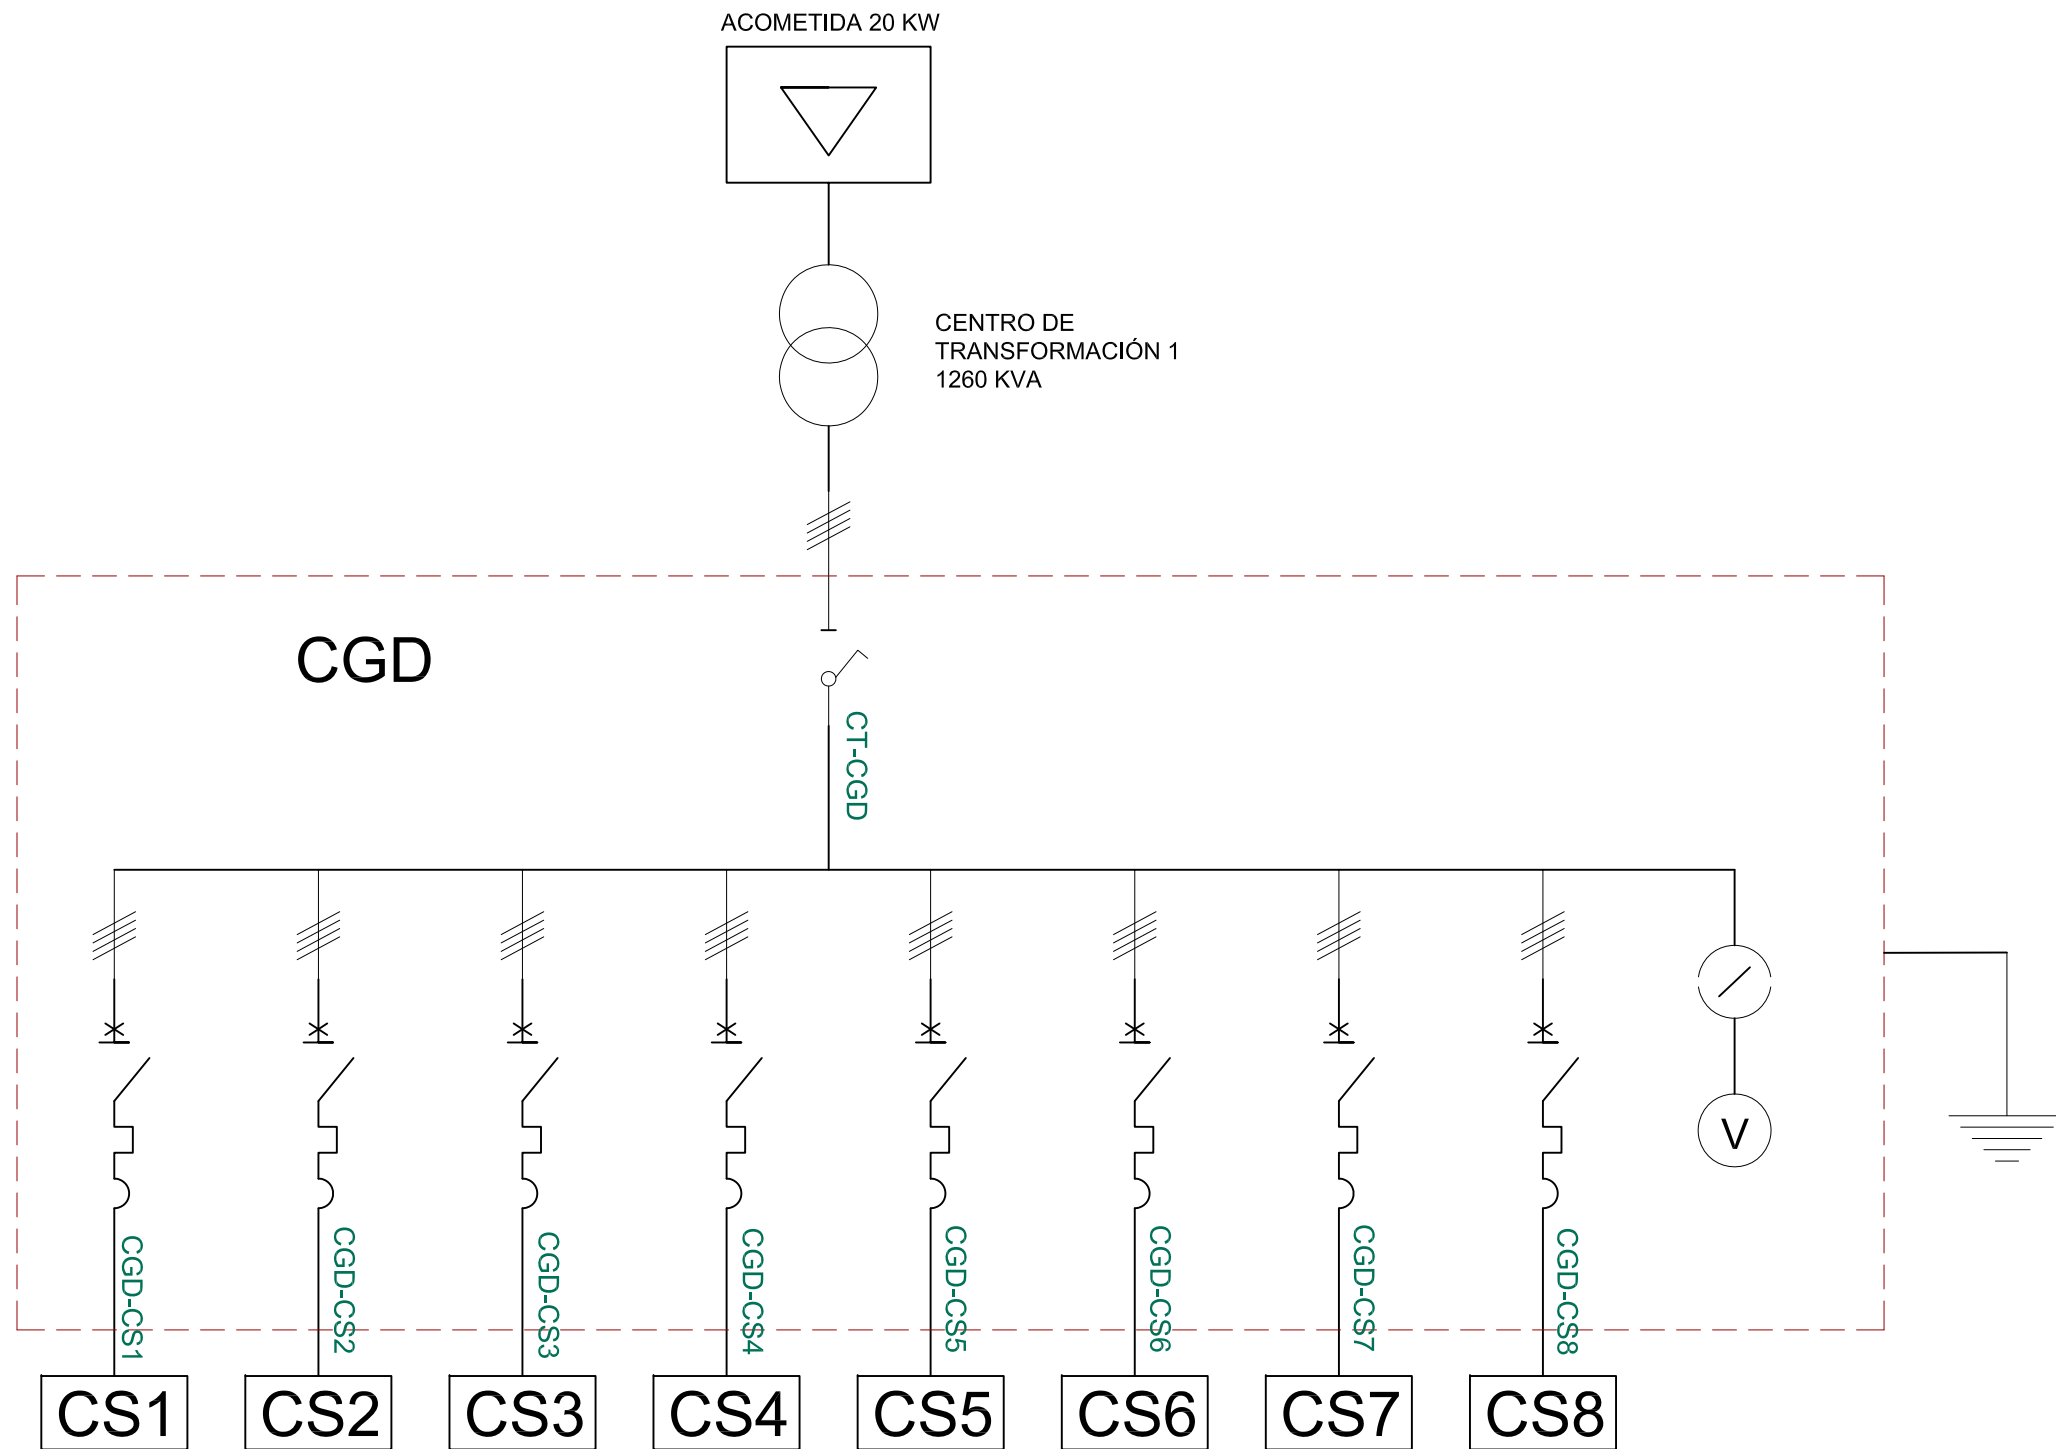 ACOMETIDA 20 KW
CENTRO DE
TRANSFORMACIÓN 1
1260 KVA
CGD
CT-CGD
V
CGD-CS1
CGD-CS2
CGD-CS3
CGD-CS4
CGD-CS5
CGD-CS6
CGD-CS7
CGD-CS8
CS1
CS2
CS3
CS4
CS5
CS6
CS7
CS8